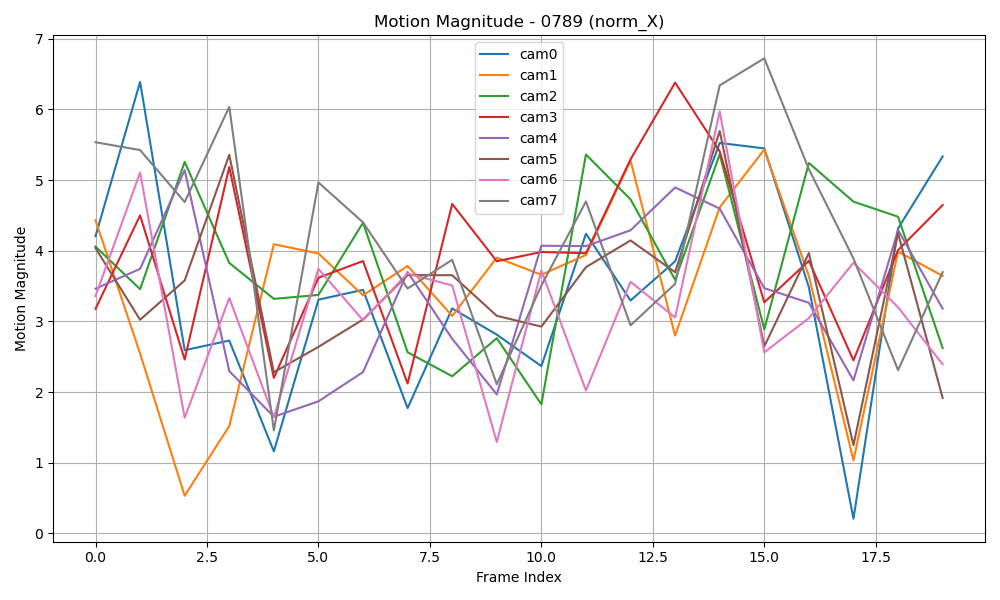 Motion Magnitude - 0789 (norm_X)
7
6
5
4
3
2
1
0
Motion Magnitude
cam0
cam1
cam2
cam3
cam4
cam5
cam6
cam7
0.0 2.5 5.0 7.5 10.0 12.5 15.0 17.5
Frame Index